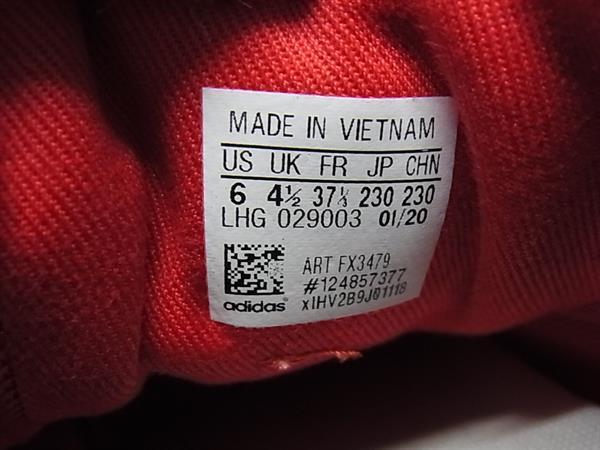 MADE IN VIETNAM
US UK FR JP CHN
6 4½ 37⅓ 230 230
LHG 029003 01/20
ART FX3479
#124857377
x1HV2B9J01118
adidas